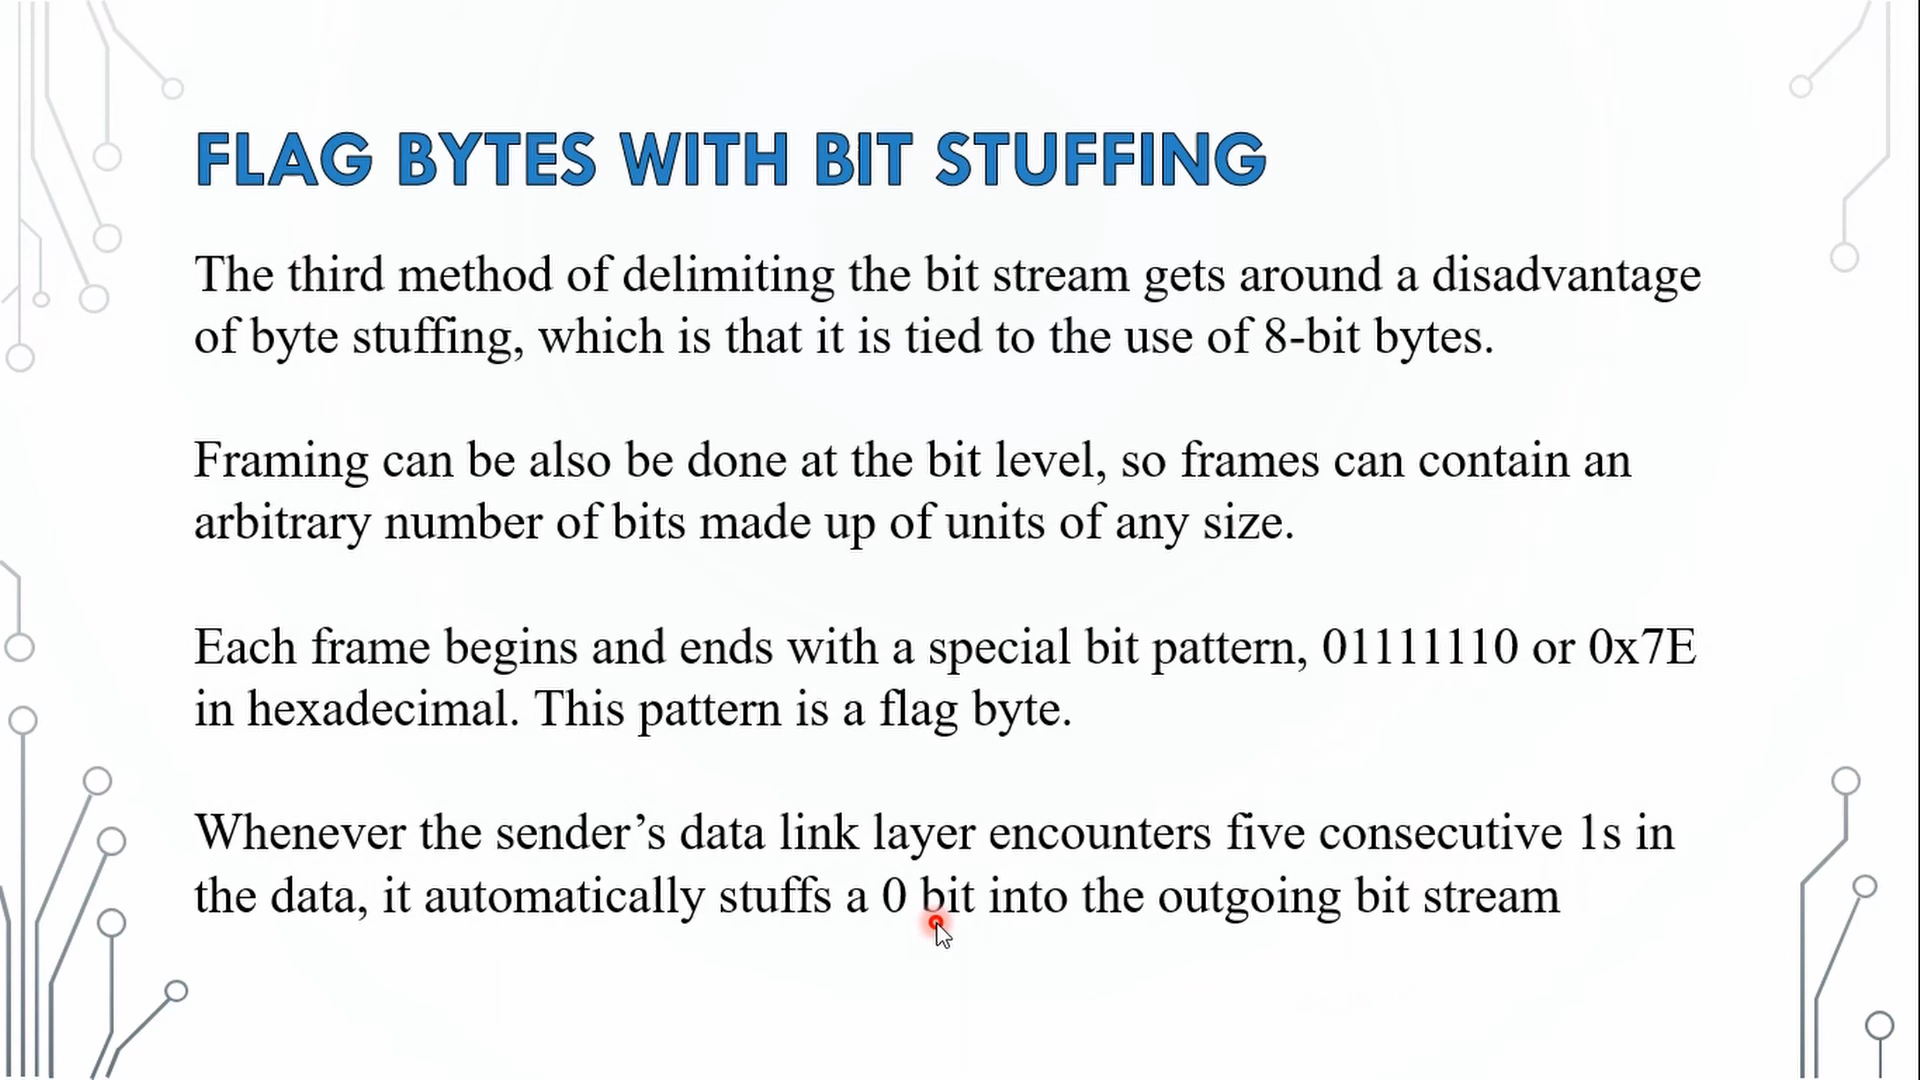 FLAG BYTES WITH BIT STUFFING
The third method of delimiting the bit stream gets around a disadvantage
of byte stuffing, which is that it is tied to the use of 8-bit bytes.
Framing can be also be done at the bit level, so frames can contain an
arbitrary number of bits made up of units of any size.
Each frame begins and ends with a special bit pattern, 01111110 or 0x7E
in hexadecimal. This pattern is a flag byte.
Whenever the sender’s data link layer encounters five consecutive 1s in
the data, it automatically stuffs a 0 bit into the outgoing bit stream